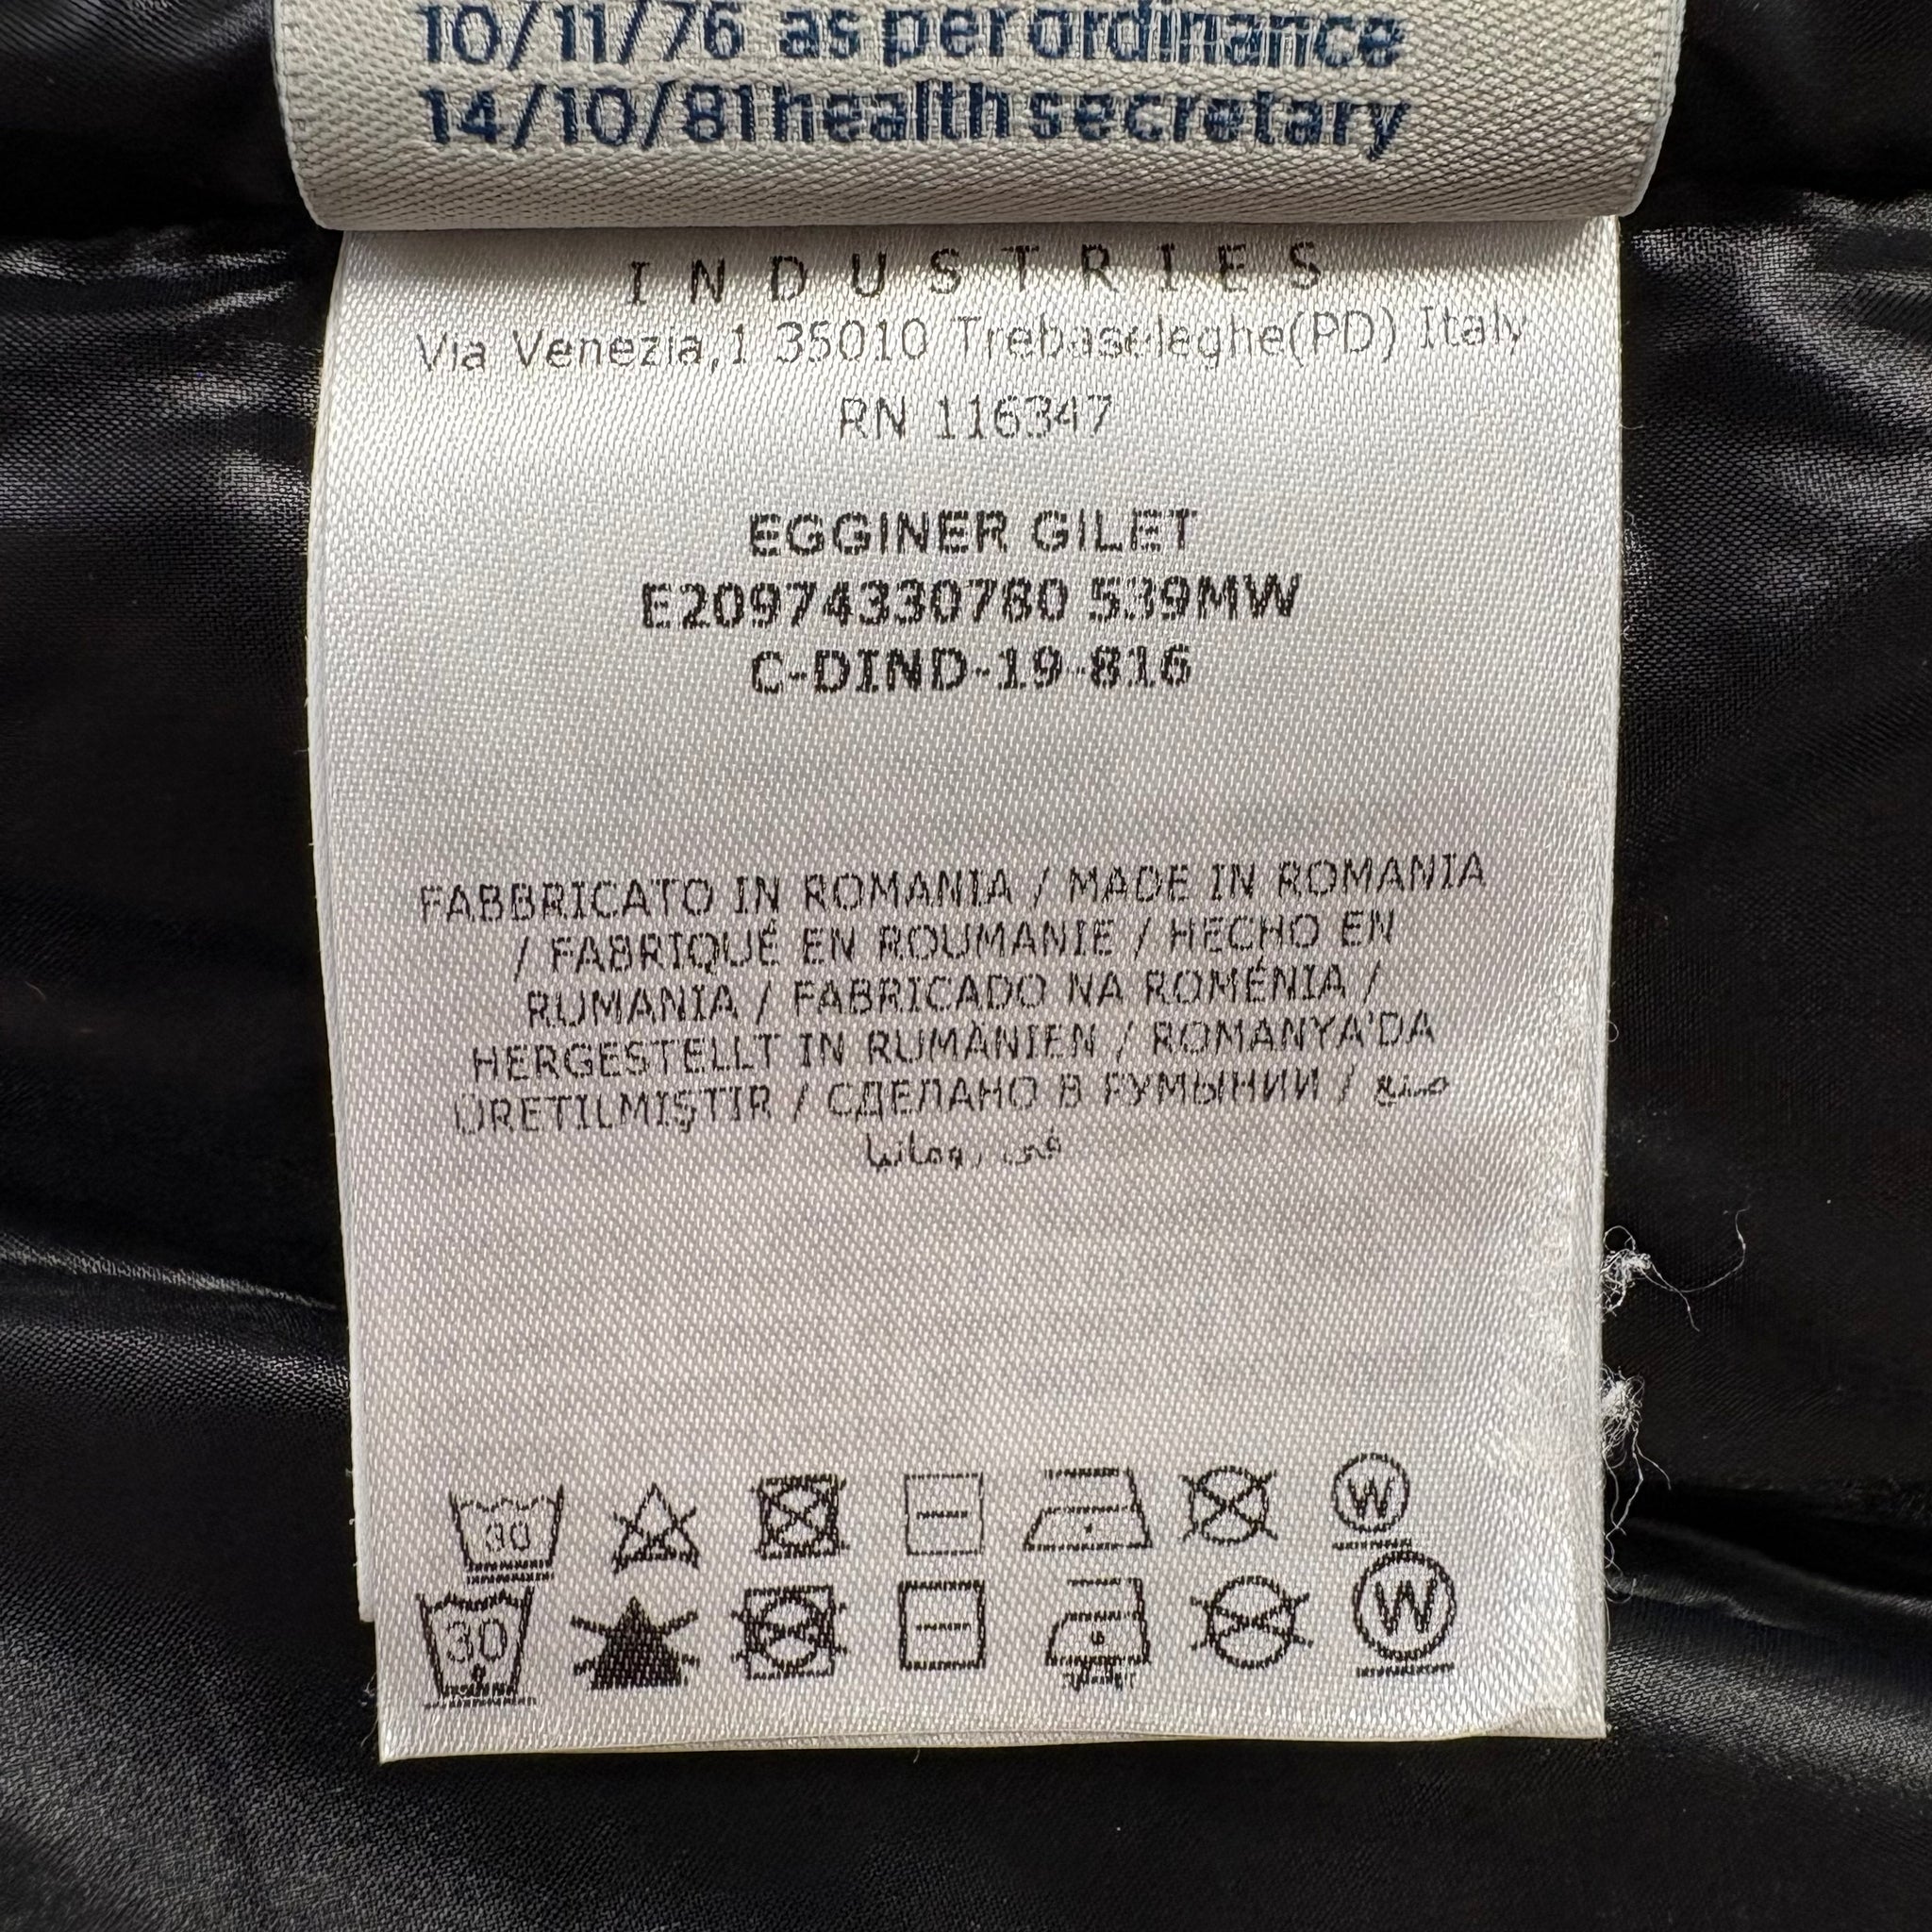 10/11/76 as per ordinance
14/10/81 health secretary
INDUSTRIES
Via Venezia,1 35010 Trebaseleghe(PD) Italy
RN 116347
EGGINER GILET
E20974330780 539MW
C-DIND-19-816
FABBRICATO IN ROMANIA / MADE IN ROMANIA
/ FABRIQUÉ EN ROUMANIE / HECHO EN
RUMANIA / FABRICADO NA ROMÉNIA /
HERGESTELLT IN RUMÄNIEN / ROMANYA'DA
ÜRETILMIŞTIR / СДЕЛАНО В РУМЫНИИ / صنع
في رومانيا
30 W
30 W